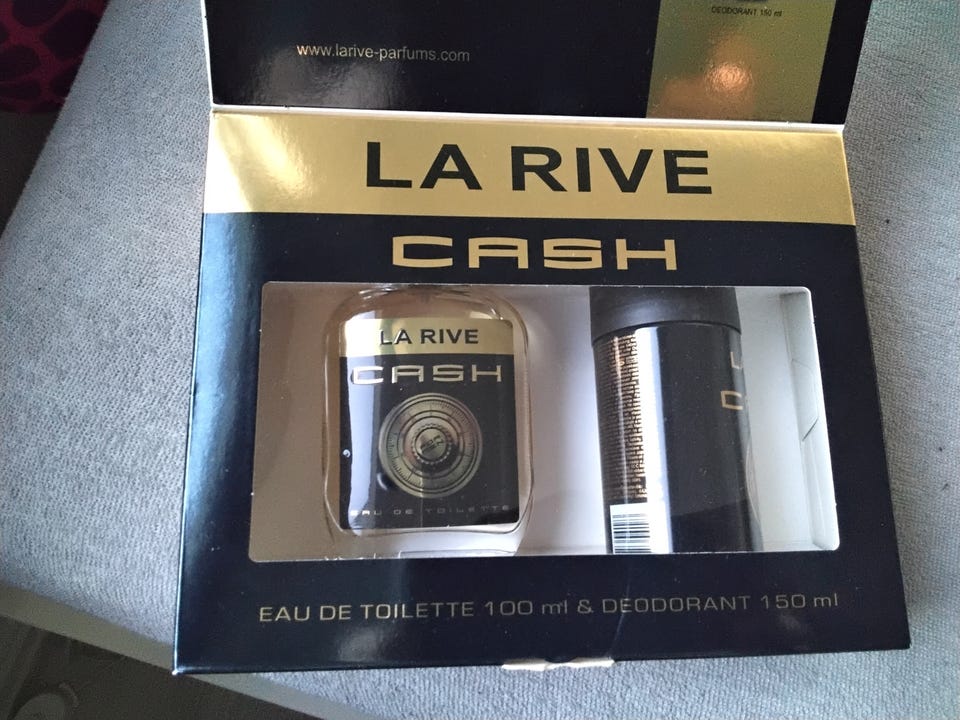 DEODORANT 150 ml
www.larive-parfums.com
LA RIVE
CASH
LA RIVE
CASH
EAU DE TOILETTE
EAU DE TOILETTE 100 ml & DEODORANT 150 ml